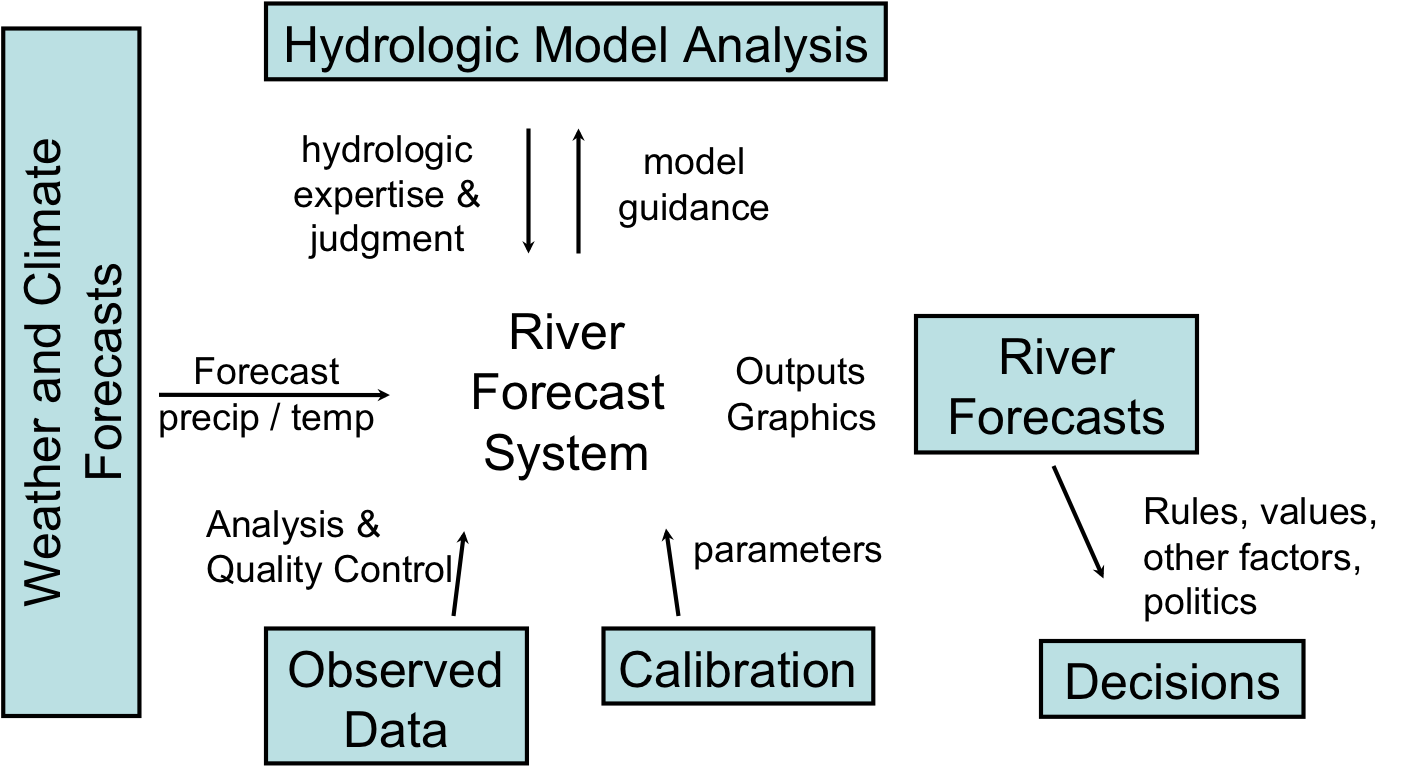 Hydrologic Model Analysis
Weather and Climate
Forecasts
hydrologic
expertise &
judgment
model
guidance
Forecast
precip / temp
River
Forecast
System
Outputs
Graphics
River
Forecasts
Analysis &
Quality Control
parameters
Rules, values,
other factors,
politics
Observed
Data
Calibration
Decisions